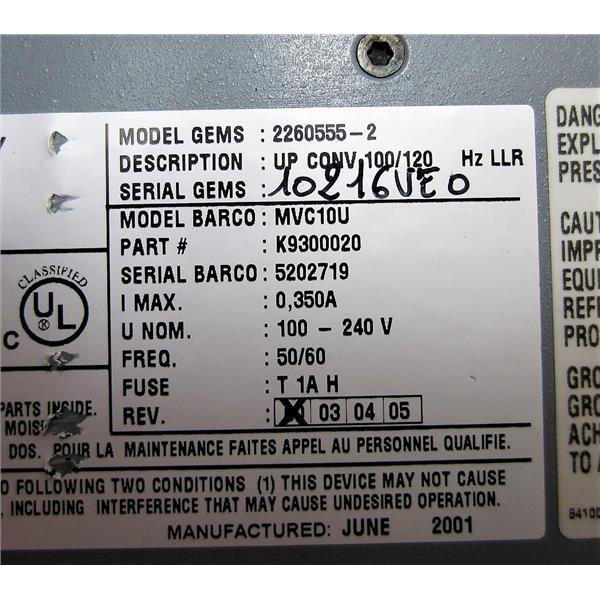 MODEL GEMS : 2260555-2
DESCRIPTION : UP CONV 100/120 Hz LLR
SERIAL GEMS : 10216VE0
MODEL BARCO : MVC10U
PART # : K9300020
SERIAL BARCO : 5202719
I MAX. : 0,350A
U NOM. : 100 - 240 V
FREQ. : 50/60
FUSE : T 1A H
REV. : 03 04 05
CLASSIFIED
UL
C
PARTS INSIDE.
DOS. POUR LA MAINTENANCE FAITES APPEL AU PERSONNEL QUALIFIE.
O FOLLOWING TWO CONDITIONS (1) THIS DEVICE MAY NOT CAUSE
, INCLUDING INTERFERENCE THAT MAY CAUSE UNDESIRED OPERATION.
MANUFACTURED: JUNE 2001
DANG
EXPL
PRES
CAUT
IMPR
EQUI
REFE
PRO
GRO
GRO
ACH
TO A
84100